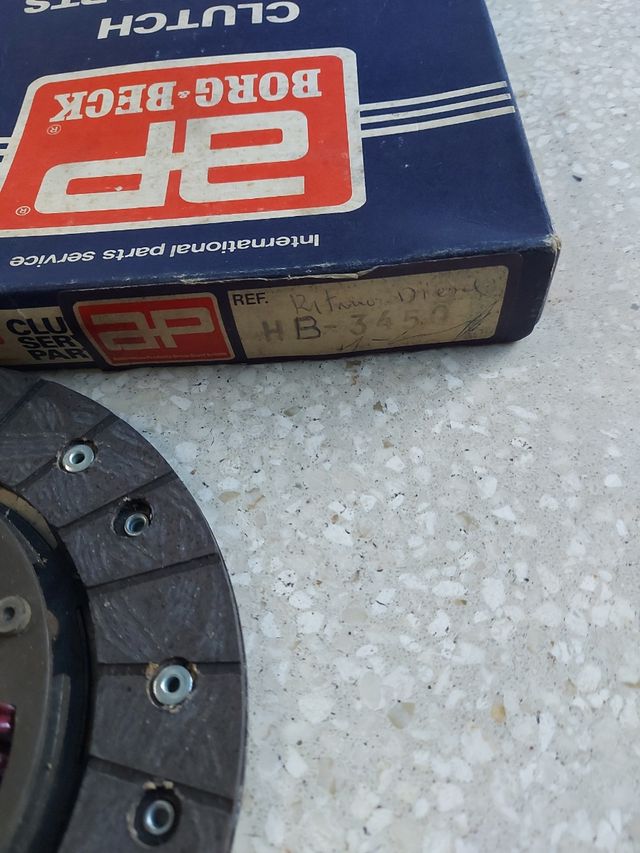 CLUTCH
BORG & BECK
®
ap
®
International parts service
CLU
SER
PAR
ap
REF.
Ritmo Diesel
HB-3450